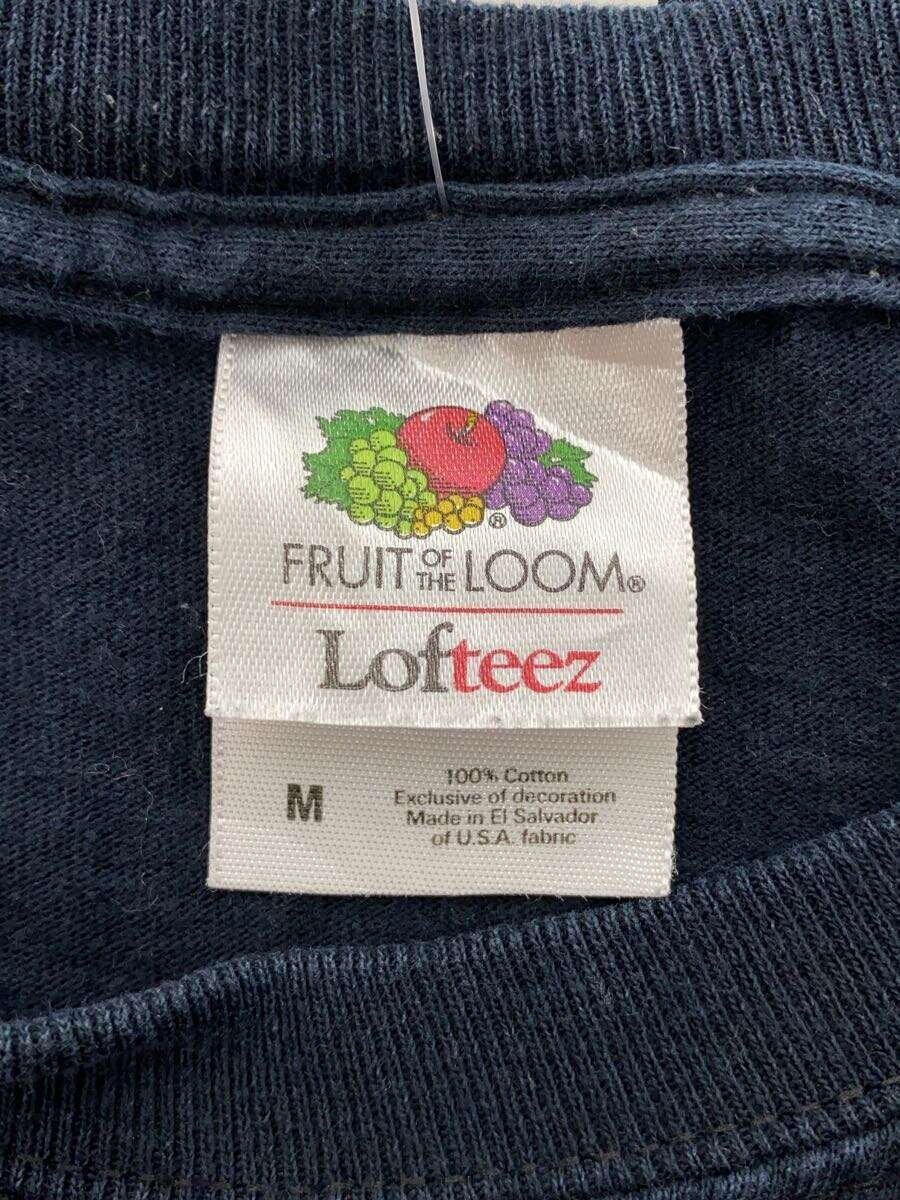 ®
FRUIT OF THE LOOM®
Lofteez
M
100% Cotton
Exclusive of decoration
Made in El Salvador
of U.S.A. fabric